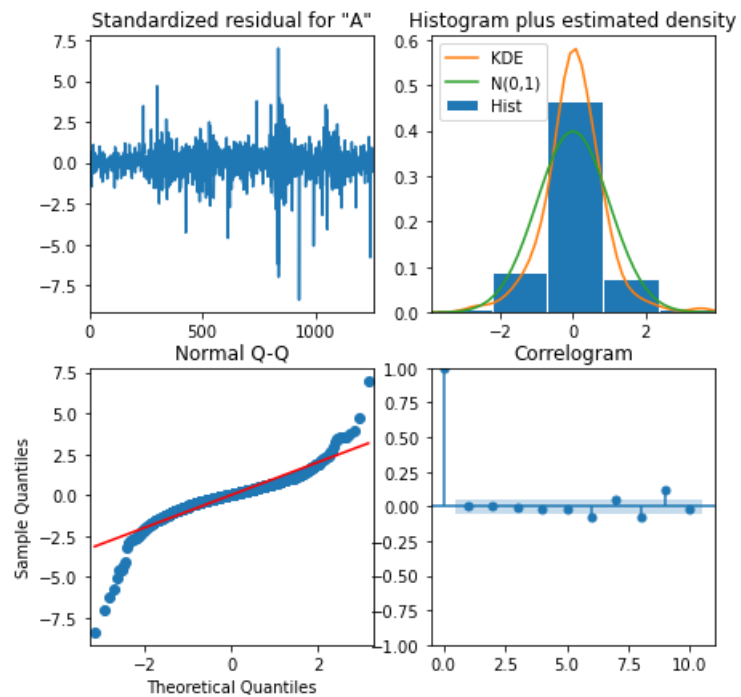 Standardized residual for "A"
7.5
5.0
2.5
0.0
−2.5
−5.0
−7.5
0 500 1000
Histogram plus estimated density
0.6
0.5
0.4
0.3
0.2
0.1
0.0
−2 0 2
KDE
N(0,1)
Hist
Normal Q-Q
Sample Quantiles
7.5
5.0
2.5
0.0
−2.5
−5.0
−7.5
−2 0 2
Theoretical Quantiles
Correlogram
1.00
0.75
0.50
0.25
0.00
−0.25
−0.50
−0.75
−1.00
0.0 2.5 5.0 7.5 10.0